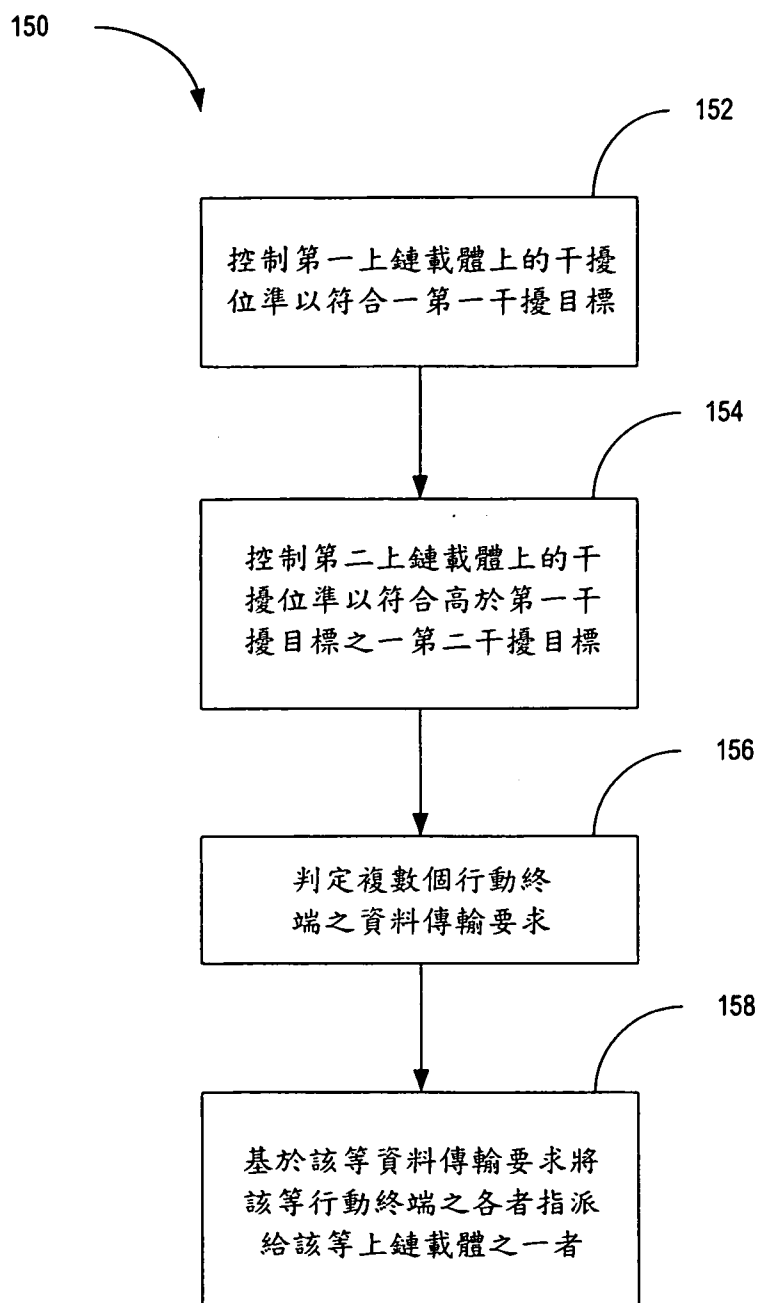 150
152
控制第一上鏈載體上的干擾
位準以符合一第一干擾目標
154
控制第二上鏈載體上的干
擾位準以符合高於第一干
擾目標之一第二干擾目標
156
判定複數個行動終
端之資料傳輸要求
158
基於該等資料傳輸要求將
該等行動終端之各者指派
給該等上鏈載體之一者